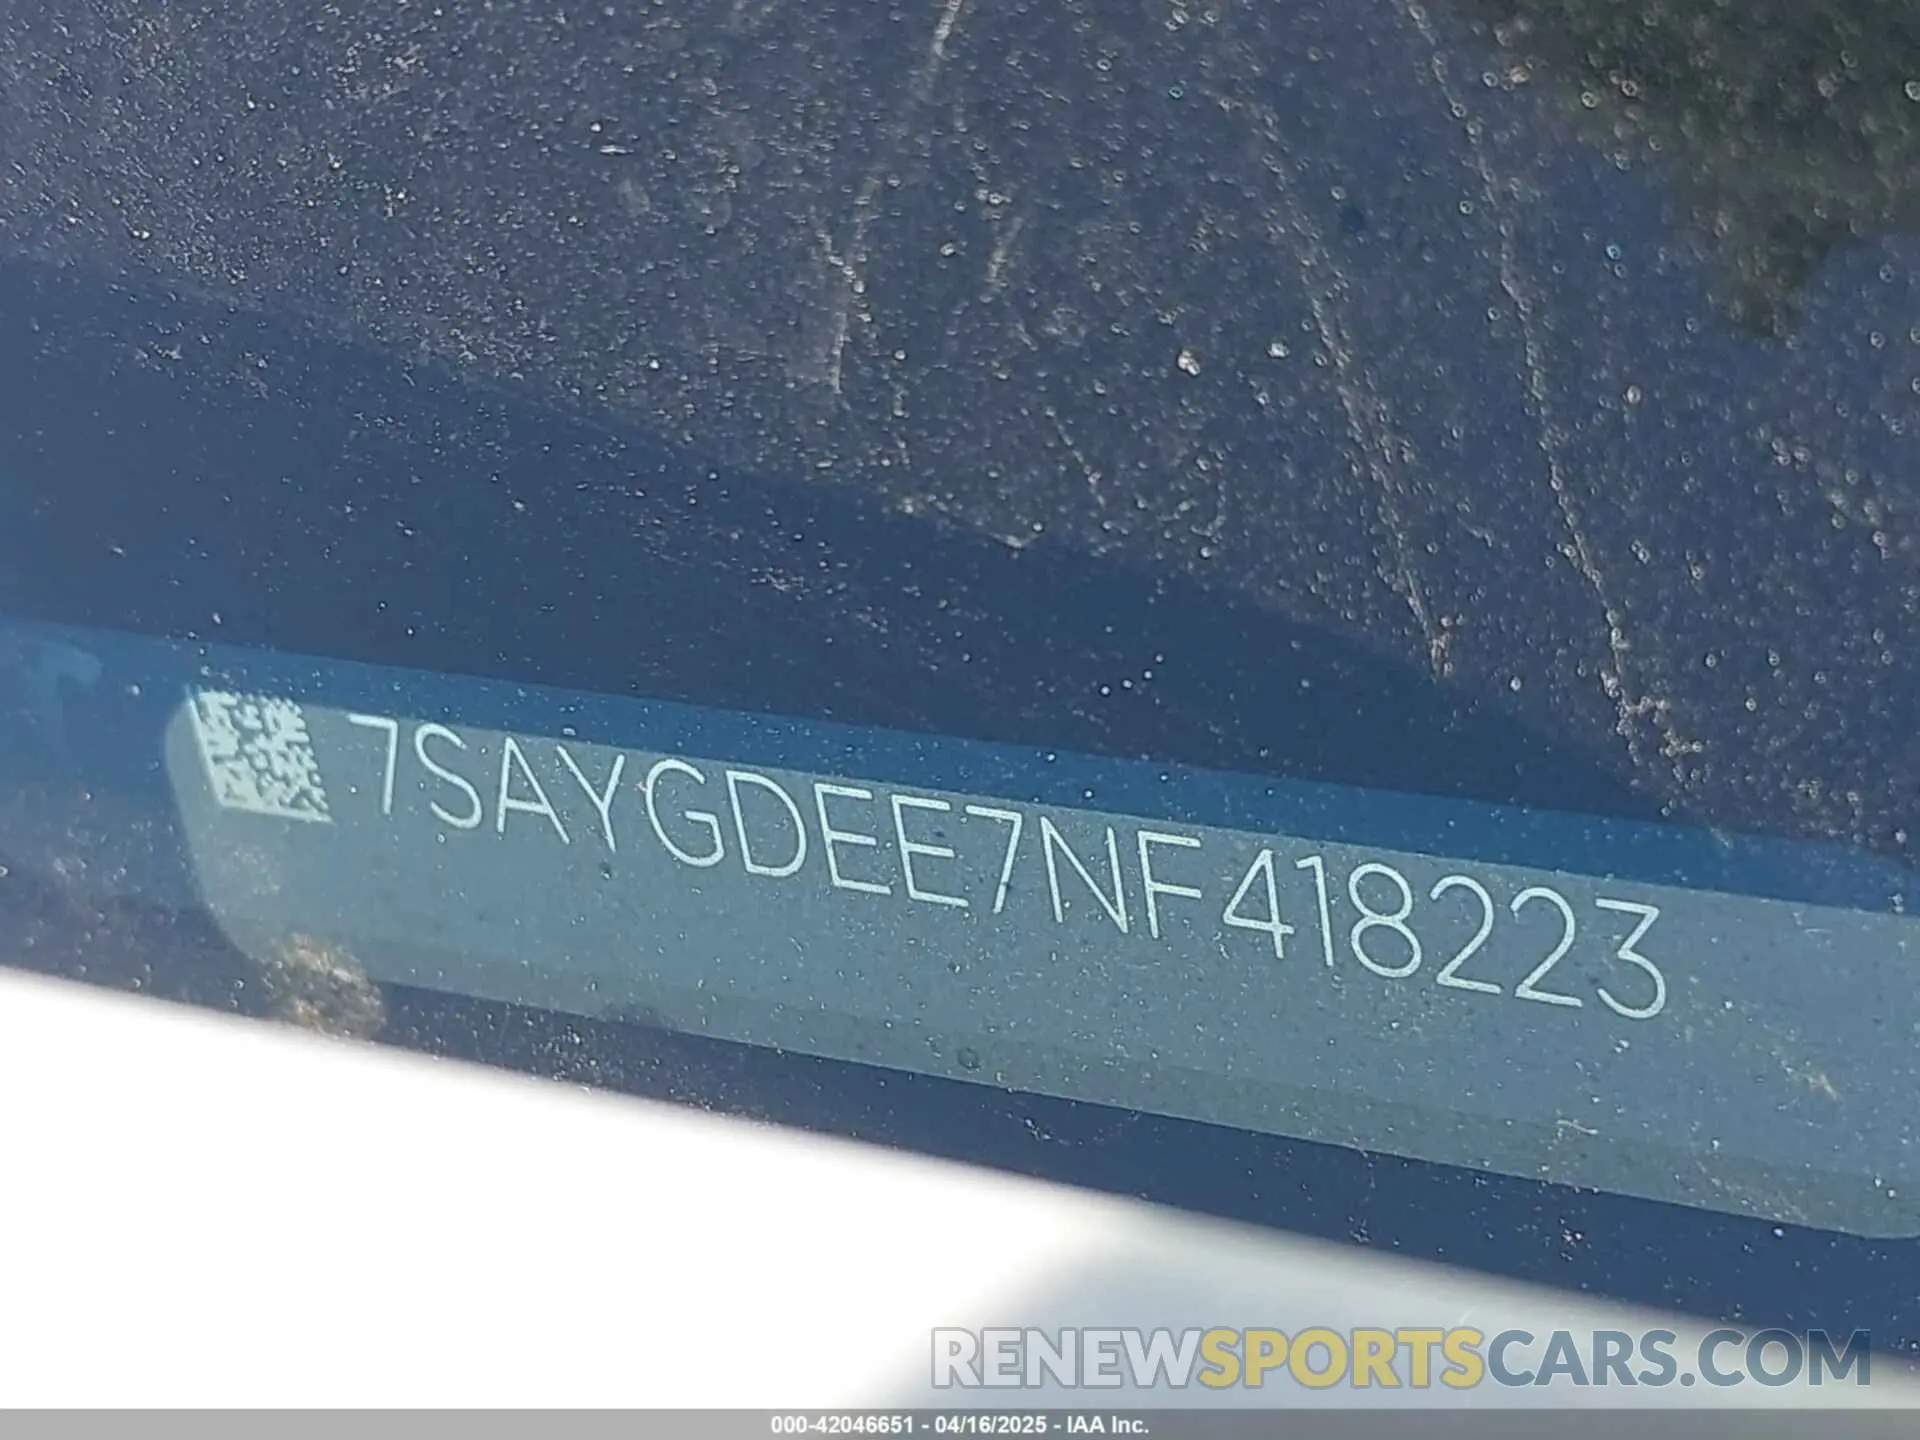 7SAYGDEE7NF418223
RENEWSPORTSCARS.COM
000-42046651 - 04/16/2025 - IAA Inc.